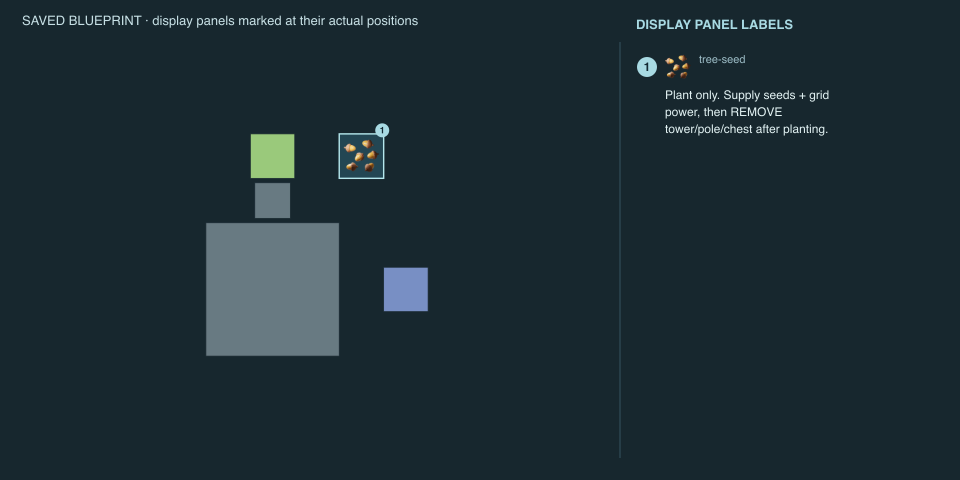 SAVED BLUEPRINT · display panels marked at their actual positions
DISPLAY PANEL LABELS
1
tree-seed
Plant only. Supply seeds + grid
power, then REMOVE
tower/pole/chest after planting.
1